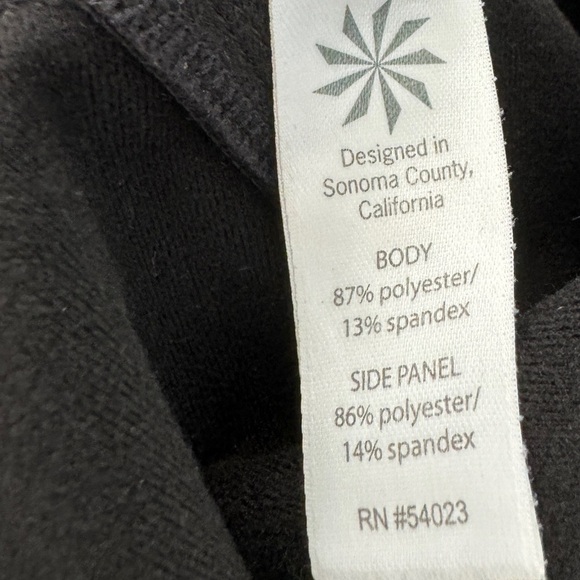 Designed in
Sonoma County,
California
BODY
87% polyester/
13% spandex
SIDE PANEL
86% polyester/
14% spandex
RN #54023